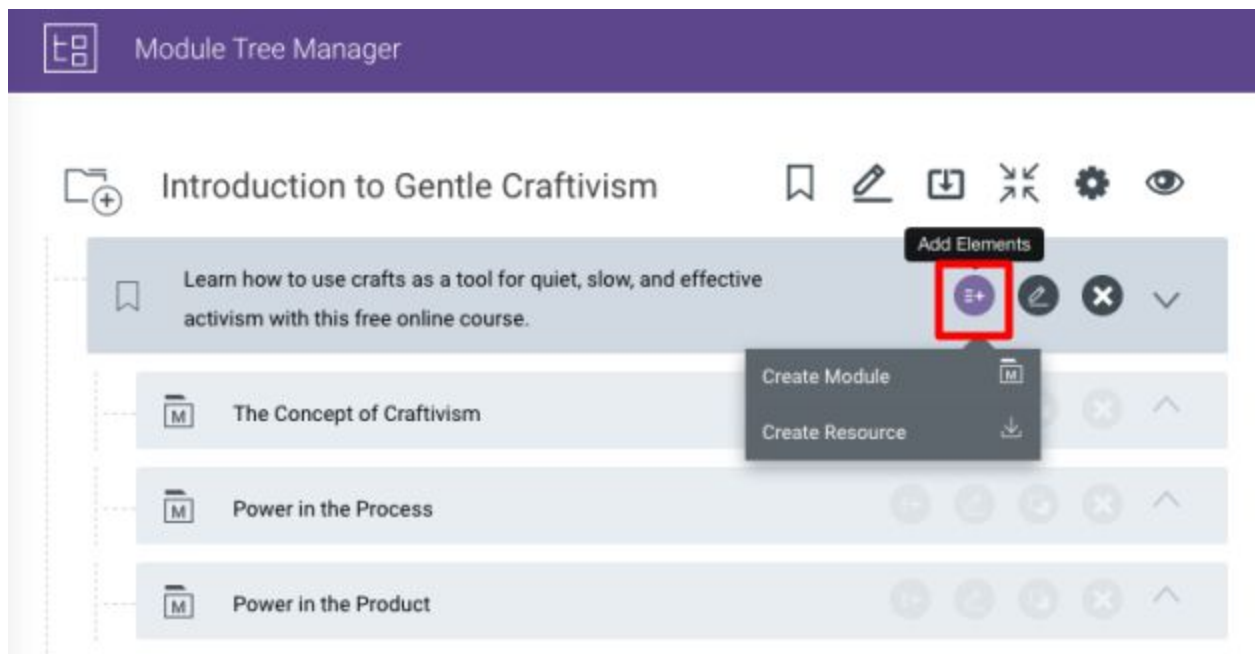 Module Tree Manager
Introduction to Gentle Craftivism
Add Elements
Learn how to use crafts as a tool for quiet, slow, and effective
activism with this free online course.
Create Module M
M The Concept of Craftivism
Create Resource
M Power in the Process
M Power in the Product